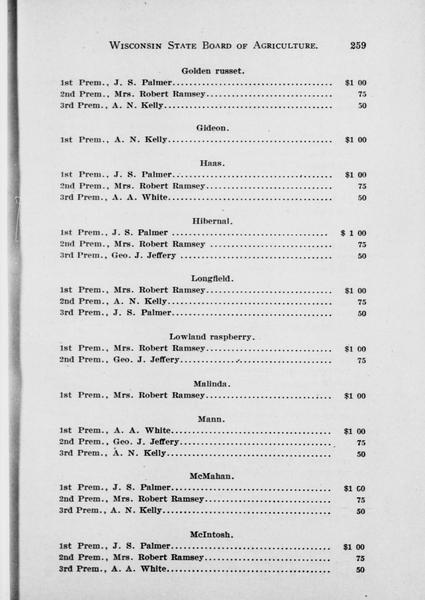 WISCONSIN STATE BOARD OF AGRICULTURE. 259
Golden russet.
1st Prem., J. S. Palmer........................................ $1 00
2nd Prem., Mrs. Robert Ramsey................................ 75
3rd Prem., A. N. Kelly........................................ 50
Gideon.
1st Prem., A. N. Kelly........................................ $1 00
Haas.
1st Prem., J. S. Palmer........................................ $1 00
2nd Prem., Mrs. Robert Ramsey................................ 75
3rd Prem., A. A. White........................................ 50
Hibernal.
1st Prem., J. S. Palmer ........................................ $ 1 00
2nd Prem., Mrs. Robert Ramsey ................................ 75
3rd Prem., Geo. J. Jeffery ........................................ 50
Longfield.
1st Prem., Mrs. Robert Ramsey................................ $1 00
2nd Prem., A. N. Kelly........................................ 75
3rd Prem., J. S. Palmer........................................ 50
Lowland raspberry.
1st Prem., Mrs. Robert Ramsey................................ $1 00
2nd Prem., Geo. J. Jeffery........................................ 75
Malinda.
1st Prem., Mrs. Robert Ramsey................................ $1 00
Mann.
1st Prem., A. A. White........................................ $1 00
2nd Prem., Geo. J. Jeffery........................................ 75
3rd Prem., A. N. Kelly........................................ 50
McMahan.
1st Prem., J. S. Palmer........................................ $1 00
2nd Prem., Mrs. Robert Ramsey................................ 75
3rd Prem., A. N. Kelly........................................ 50
McIntosh.
1st Prem., J. S. Palmer........................................ $1 00
2nd Prem., Mrs. Robert Ramsey................................ 75
3rd Prem., A. A. White........................................ 50